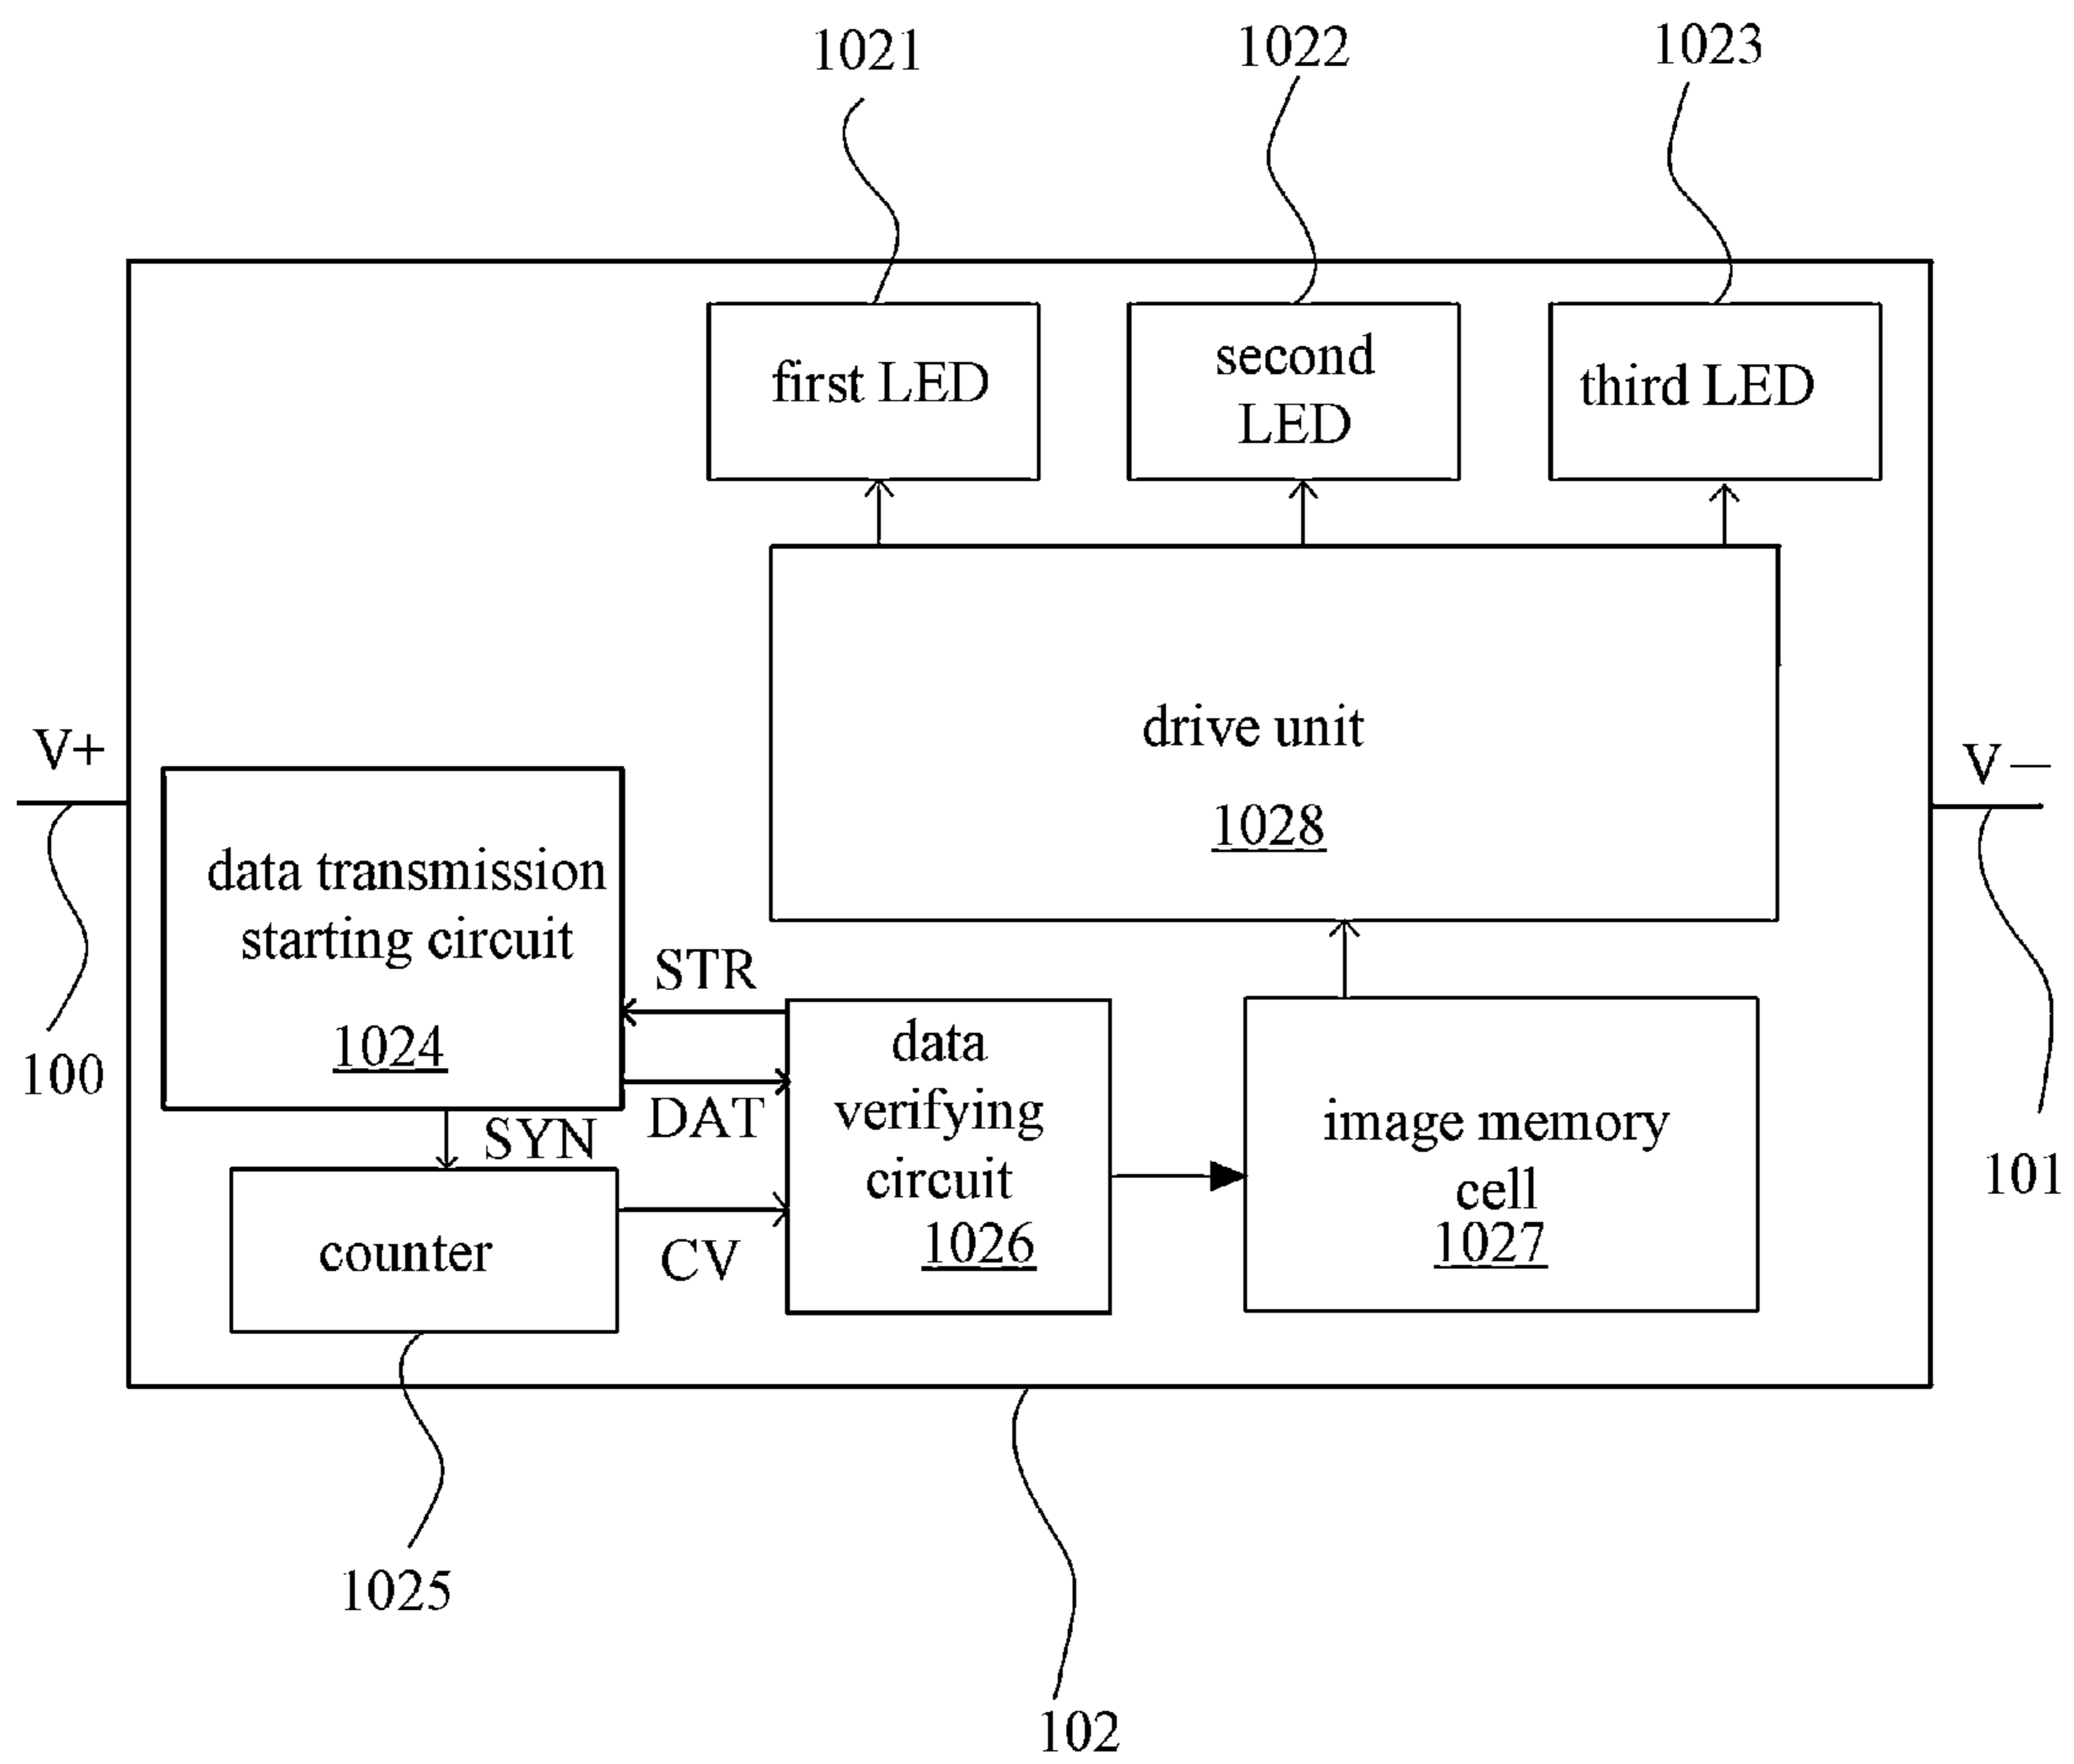 1021
1022
1023
first LED
second
LED
third LED
V+
V—
drive unit
1028
data transmission
starting circuit
1024
100
STR
DAT
SYN
data
verifying
circuit
1026
image memory
cell
1027
101
counter
CV
1025
102